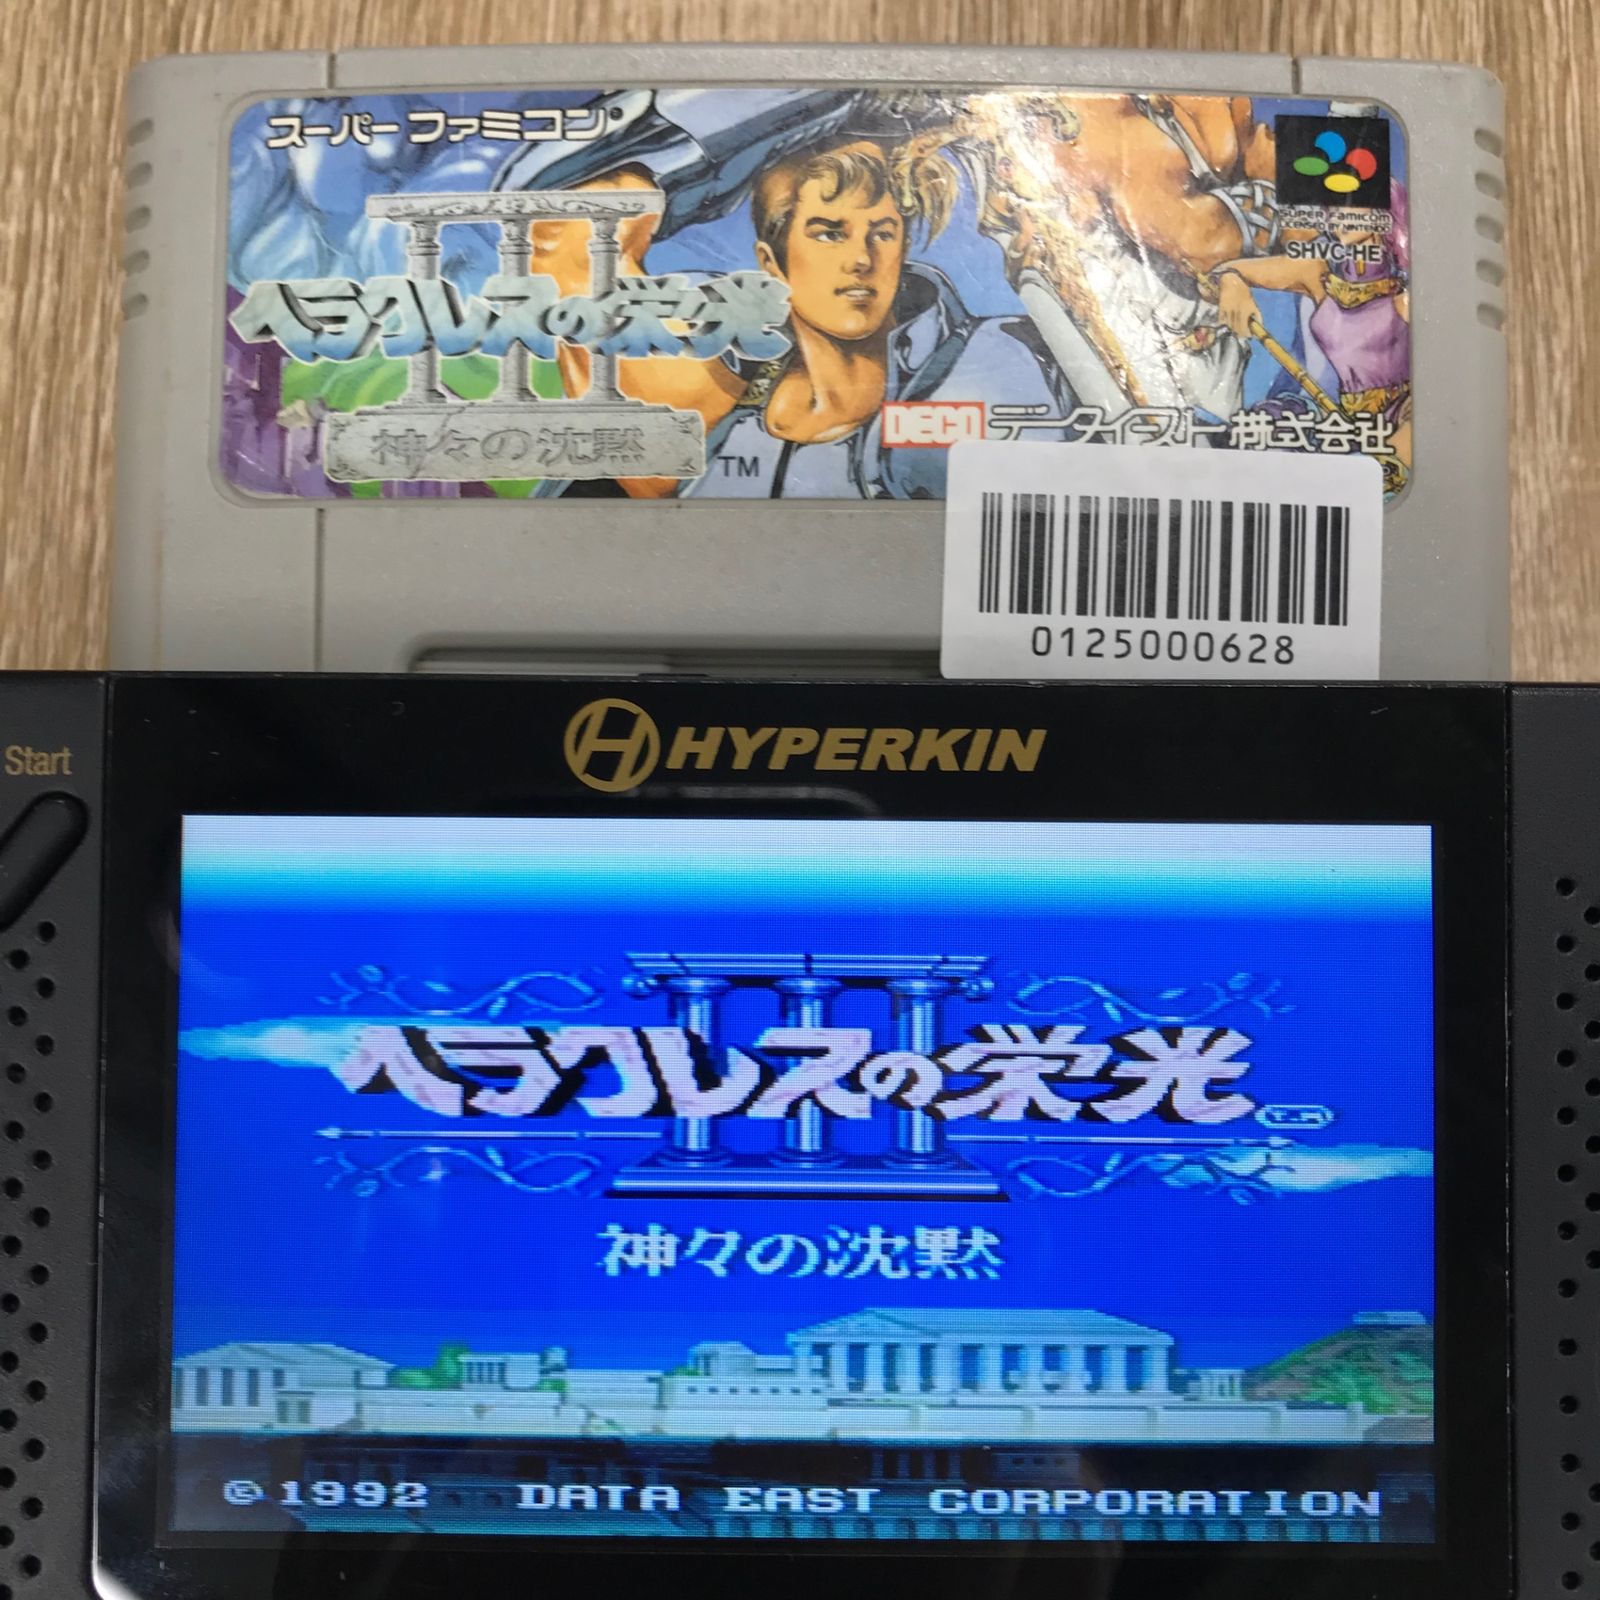 スーパーファミコン
SUPER Famicom
LICENSED BY NINTENDO
SHVC-HE
III
ヘラクレスの栄光
神々の沈黙
TM
DECO データイースト株式会社
0125000628
Start
HYPERKIN
III
ヘラクレスの栄光
T.M
神々の沈黙
© 1992 DATA EAST CORPORATION